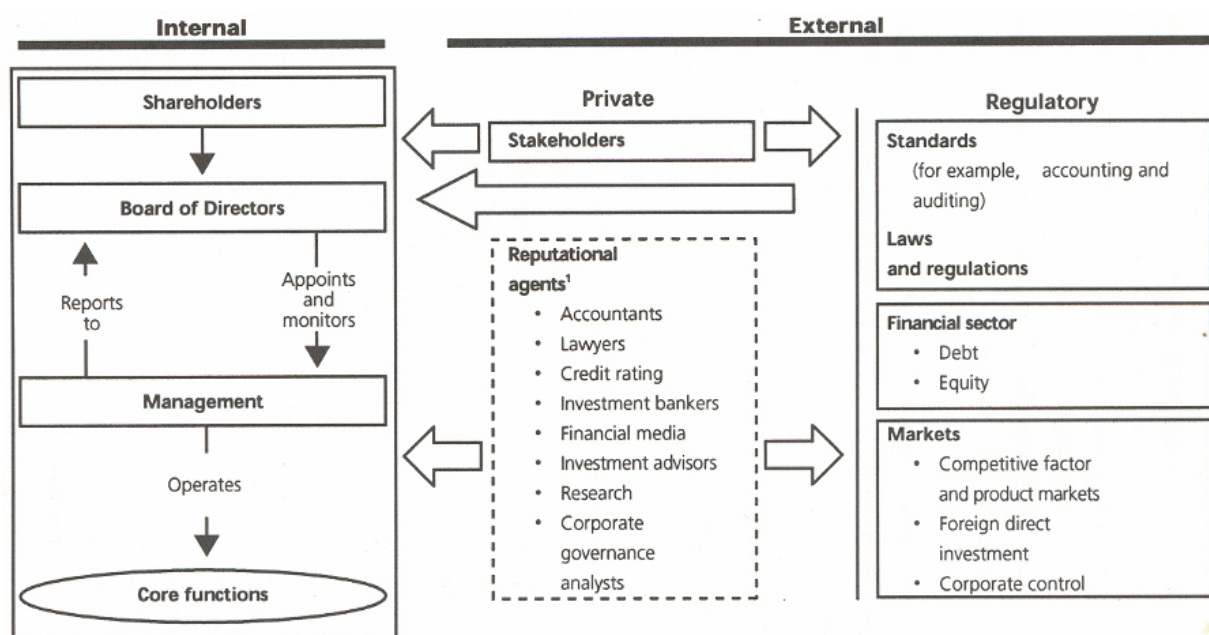 Internal
External
Shareholders
Board of Directors
Reports
to
Appoints
and
monitors
Management
Operates
Core functions
Private
Stakeholders
Reputational
agents¹
• Accountants
• Lawyers
• Credit rating
• Investment bankers
• Financial media
• Investment advisors
• Research
• Corporate
governance
analysts
Regulatory
Standards
(for example, accounting and
auditing)
Laws
and regulations
Financial sector
• Debt
• Equity
Markets
• Competitive factor
and product markets
• Foreign direct
investment
• Corporate control